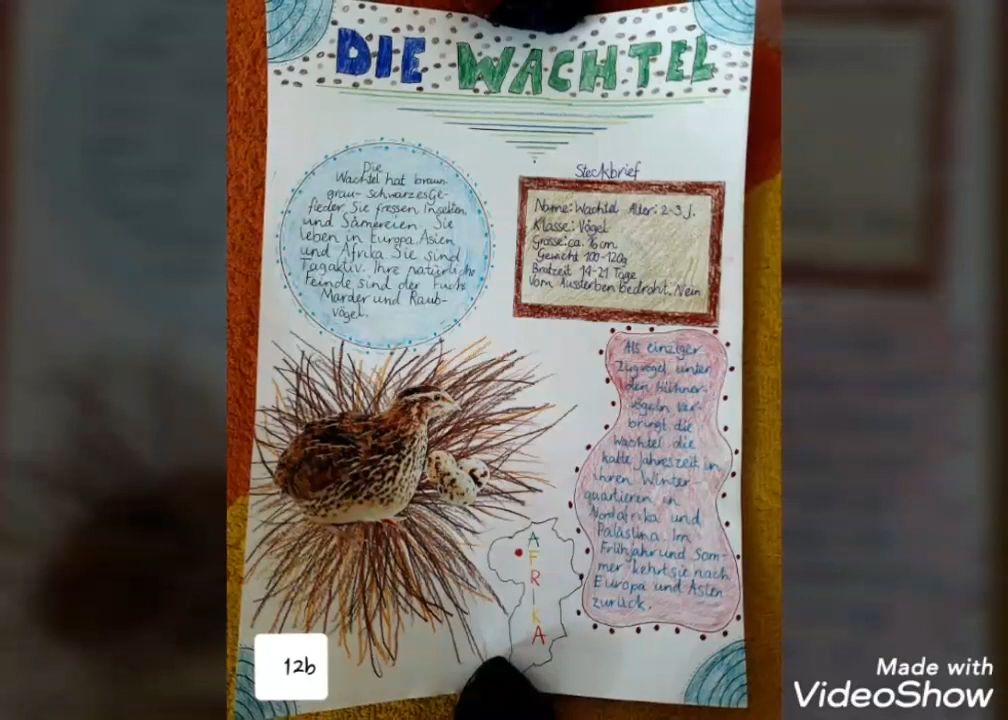 DIE WACHTEL
Die
Wachtel hat braun
grau-schwarzesGe-
fieder. Sie fressen Insekten
und Sämereien. Sie
leben in Europa, Asien
und Afrika. Sie sind
Tagaktiv. Ihre natürliche
Feinde sind der Fuchs
Marder und Raub-
vögel.
Steckbrief
Name: Wachtel Alter: 2-3 J.
Klasse: Vögel
Grosse: ca. 16 cm
Gewicht 100-120g
Brutzeit 14-21 Tage
Vom Aussterben bedroht. Nein
Als einziger
Zugvogel unter
den Hühner-
vögeln ver-
bringt die
Wachtel die
kalte Jahreszeit in
ihren Winter-
quartieren in
Nordafrika und
Palästina. Im
Frühjahr und Som-
mer kehrt sie nach
Europa und Asien
zurück.
AFRIKA
12b
Made with
VideoShow